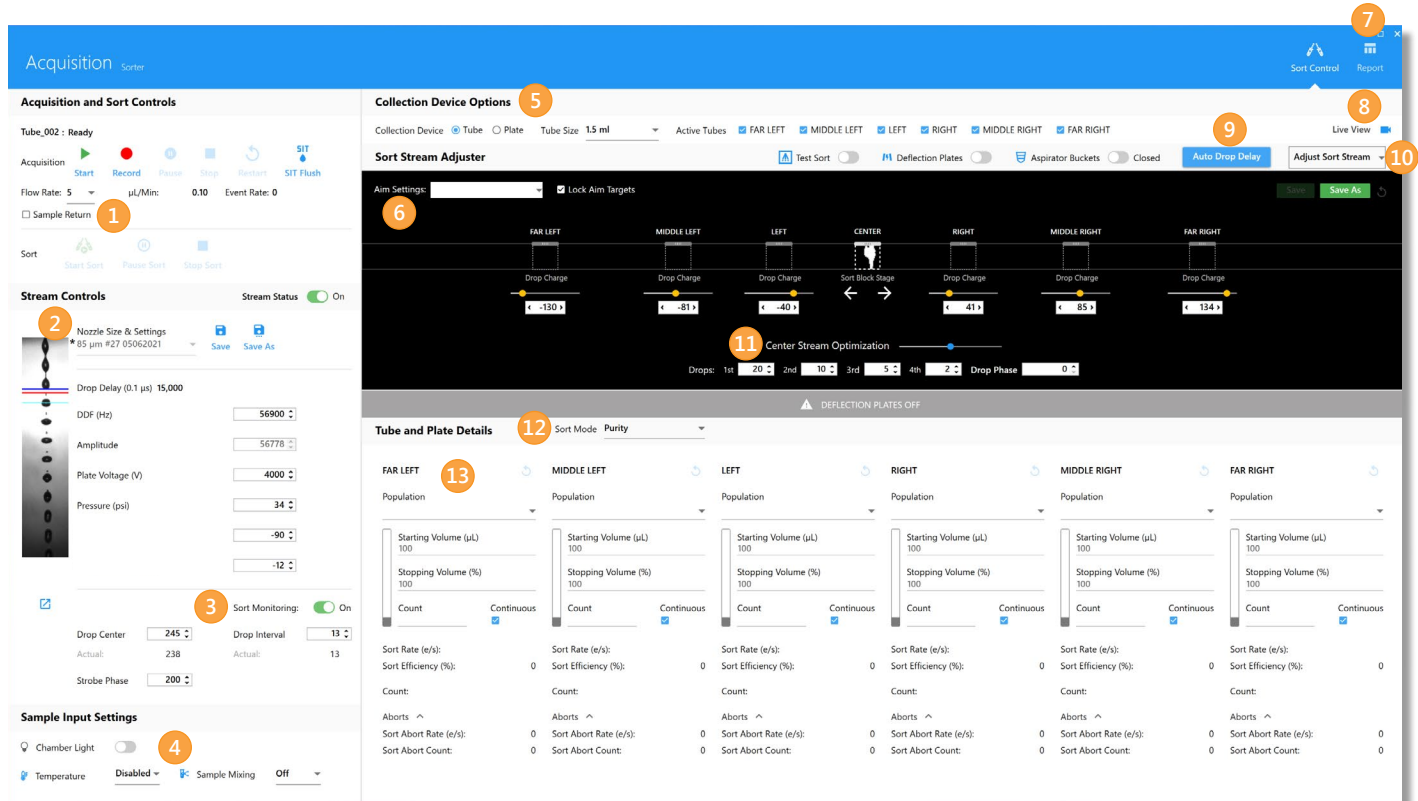 7
Acquisition Sorter
Sort Control Report
Acquisition and Sort Controls
Collection Device Options 5
8
Tube_002 : Ready
Collection Device Tube Plate Tube Size 1.5 ml Active Tubes FAR LEFT MIDDLE LEFT LEFT RIGHT MIDDLE RIGHT FAR RIGHT 9 Live View
Acquisition Start Record Pause Stop Restart SIT SIT Flush
Sort Stream Adjuster Test Sort Deflection Plates Aspirator Buckets Closed Auto Drop Delay Adjust Sort Stream 10
Flow Rate: 5 µL/Min: 0.10 Event Rate: 0
Sample Return 1
Aim Settings: Lock Aim Targets Save Save As
6
Sort
Start Sort Pause Sort Stop Sort
FAR LEFT MIDDLE LEFT LEFT CENTER RIGHT MIDDLE RIGHT FAR RIGHT
Drop Charge Drop Charge Drop Charge Sort Block Stage Drop Charge Drop Charge Drop Charge
-130 -81 -40 41 85 134
Stream Controls Stream Status On
2 Nozzle Size & Settings
* 85 µm #27 05062021 Save Save As
11 Center Stream Optimization
Drops: 1st 20 2nd 10 3rd 5 4th 2 Drop Phase 0
Drop Delay (0.1 µs) 15,000
DEFLECTION PLATES OFF
DDF (Hz) 56900
Amplitude 56778
Plate Voltage (V) 4000
Pressure (psi) 34
-90
-12
Tube and Plate Details 12 Sort Mode Purity
FAR LEFT 13 MIDDLE LEFT LEFT RIGHT MIDDLE RIGHT FAR RIGHT
Population Population Population Population Population Population
Starting Volume (µL) Starting Volume (µL) Starting Volume (µL) Starting Volume (µL) Starting Volume (µL) Starting Volume (µL)
100 100 100 100 100 100
Stopping Volume (%) Stopping Volume (%) Stopping Volume (%) Stopping Volume (%) Stopping Volume (%) Stopping Volume (%)
100 100 100 100 100 100
Count Continuous Count Continuous Count Continuous Count Continuous Count Continuous Count Continuous
3 Sort Monitoring: On
Drop Center 245 Drop Interval 13
Actual: 238 Actual: 13
Strobe Phase 200
Sort Rate (e/s): Sort Rate (e/s): Sort Rate (e/s): Sort Rate (e/s): Sort Rate (e/s): Sort Rate (e/s):
Sort Efficiency (%): 0 Sort Efficiency (%): 0 Sort Efficiency (%): 0 Sort Efficiency (%): 0 Sort Efficiency (%): 0 Sort Efficiency (%): 0
Count: Count: Count: Count: Count: Count:
Aborts Aborts Aborts Aborts Aborts Aborts
Sort Abort Rate (e/s): 0 Sort Abort Rate (e/s): 0 Sort Abort Rate (e/s): 0 Sort Abort Rate (e/s): 0 Sort Abort Rate (e/s): 0 Sort Abort Rate (e/s): 0
Sort Abort Count: 0 Sort Abort Count: 0 Sort Abort Count: 0 Sort Abort Count: 0 Sort Abort Count: 0 Sort Abort Count: 0
Sample Input Settings
Chamber Light 4
Temperature Disabled Sample Mixing Off